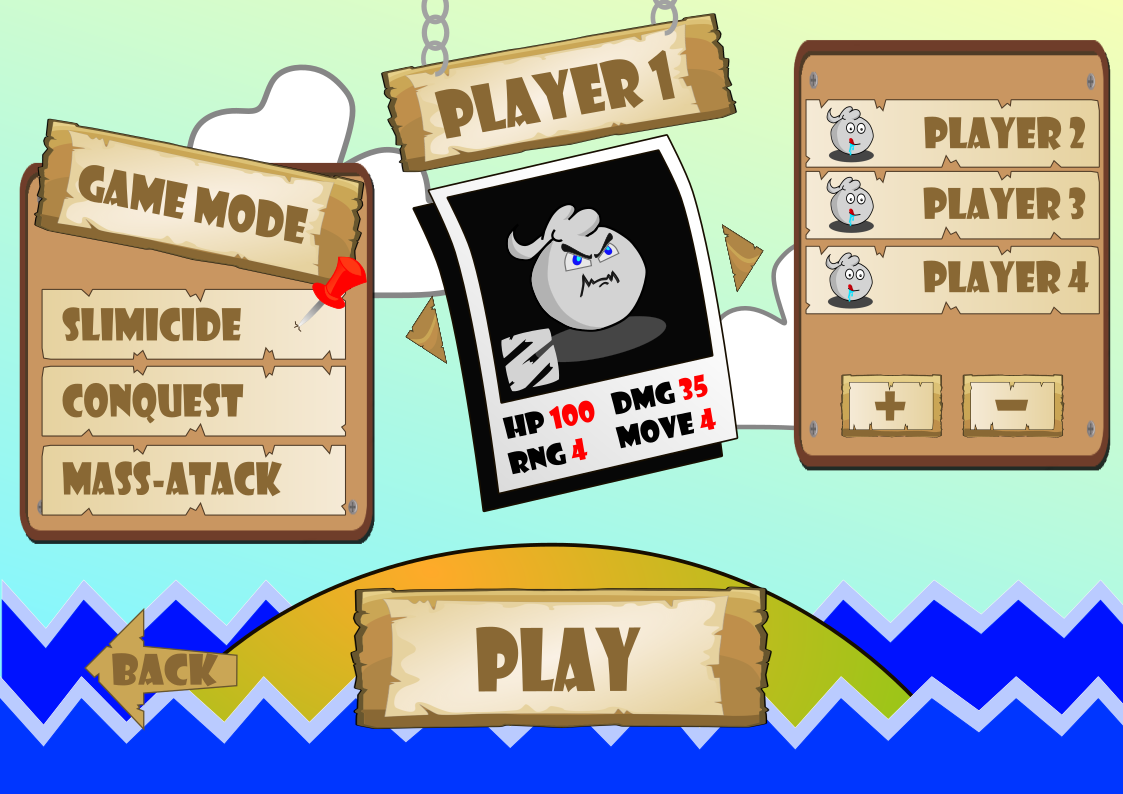 PLAYER 1
GAME MODE
SLIMICIDE
CONQUEST
MASS-ATACK
HP 100 DMG 35
RNG 4 MOVE 4
PLAYER 2
PLAYER 3
PLAYER 4
+ -
BACK
PLAY